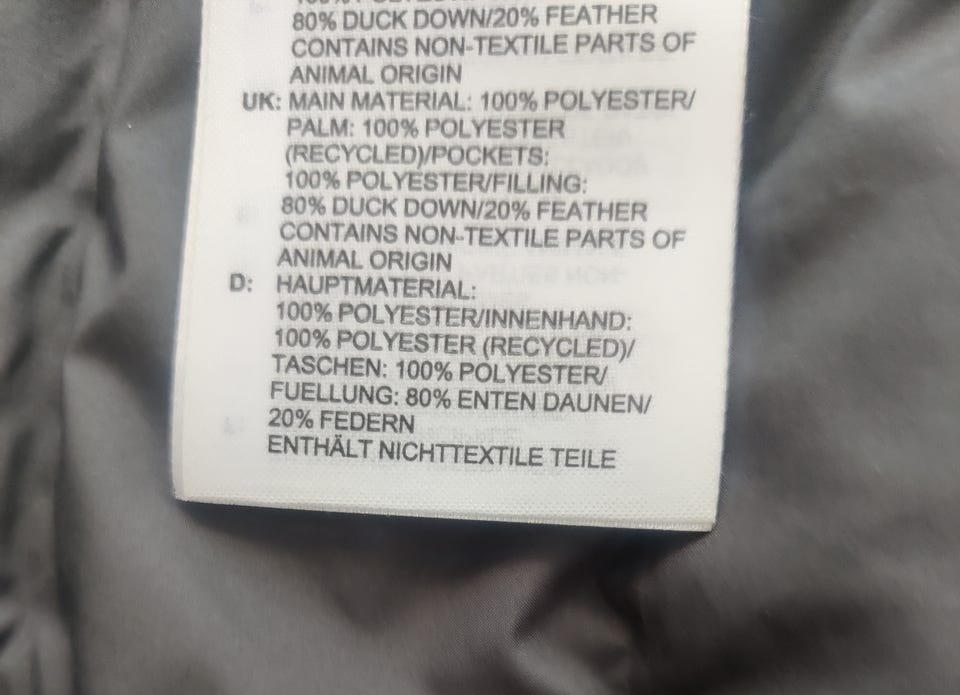 80% DUCK DOWN/20% FEATHER
CONTAINS NON-TEXTILE PARTS OF
ANIMAL ORIGIN
UK: MAIN MATERIAL: 100% POLYESTER/
PALM: 100% POLYESTER
(RECYCLED)/POCKETS:
100% POLYESTER/FILLING:
80% DUCK DOWN/20% FEATHER
CONTAINS NON-TEXTILE PARTS OF
ANIMAL ORIGIN
D: HAUPTMATERIAL:
100% POLYESTER/INNENHAND:
100% POLYESTER (RECYCLED)/
TASCHEN: 100% POLYESTER/
FUELLUNG: 80% ENTEN DAUNEN/
20% FEDERN
ENTHÄLT NICHTTEXTILE TEILE